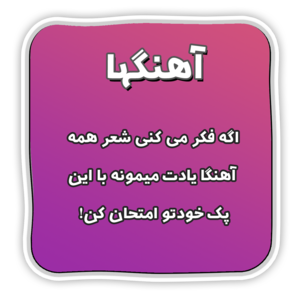 آهنگها
اگه فکر می کنی شعر همه
آهنگا یادت میمونه با این
پک خودتو امتحان کن!